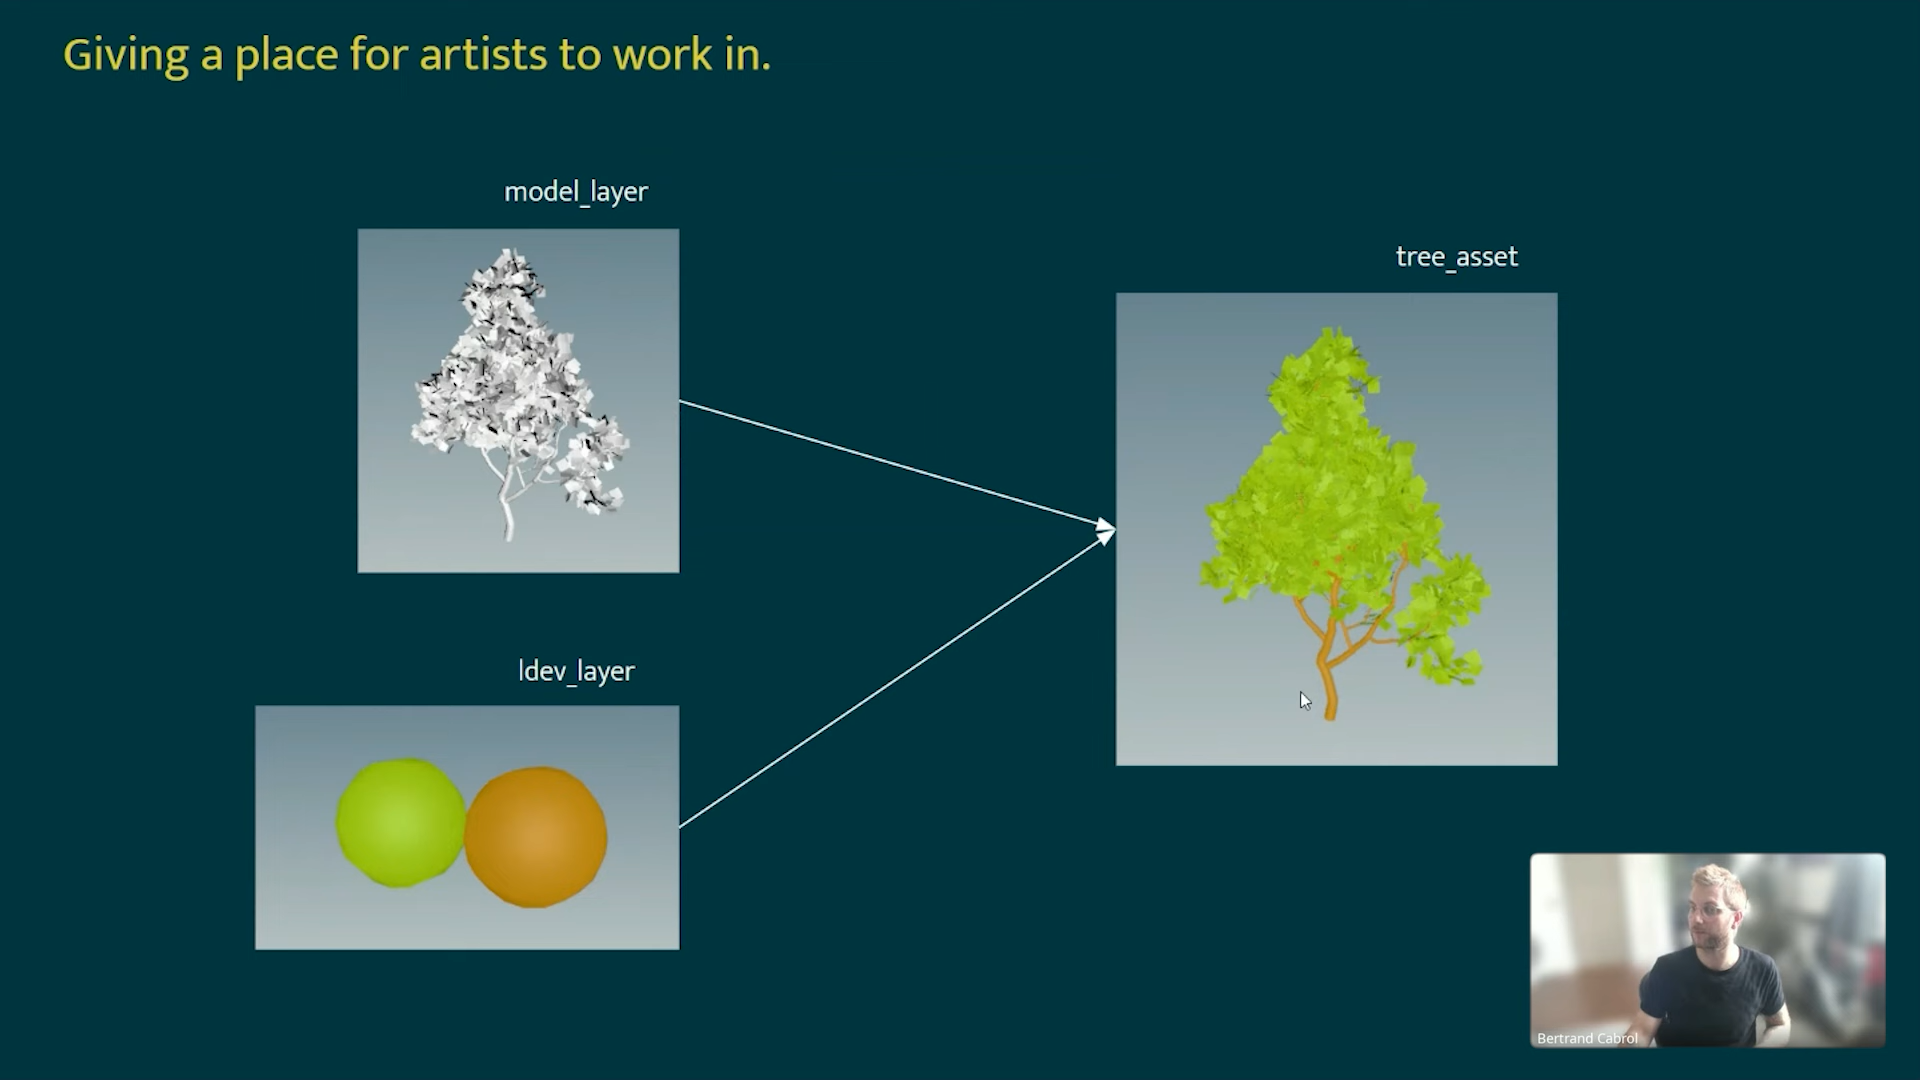 Giving a place for artists to work in.
model_layer
tree_asset
ldev_layer
Bertrand Cabrol